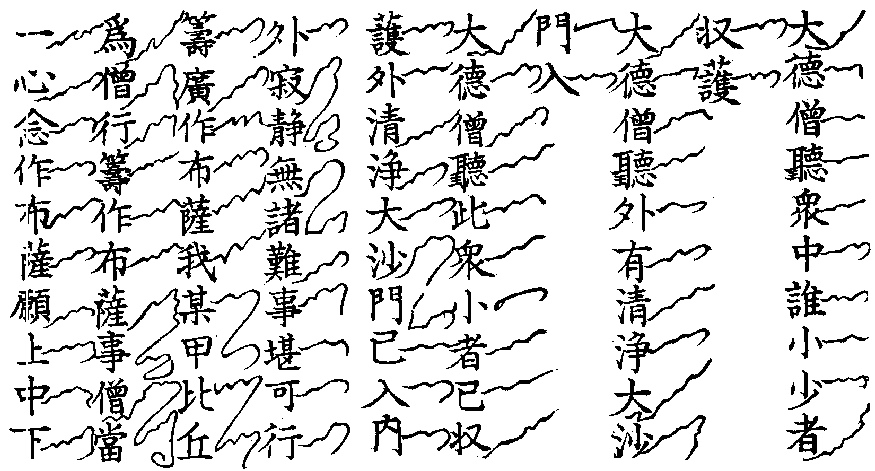 大德僧聽衆中誰小少者
収護
大德僧聽外有清淨大沙
門入
大德僧聽此衆小者已収
護外清淨大沙門已入内
外寂静無諸難事堪可行
籌廣作布薩我某甲比丘
爲僧行籌作布薩事僧當
一心念作布薩願上中下